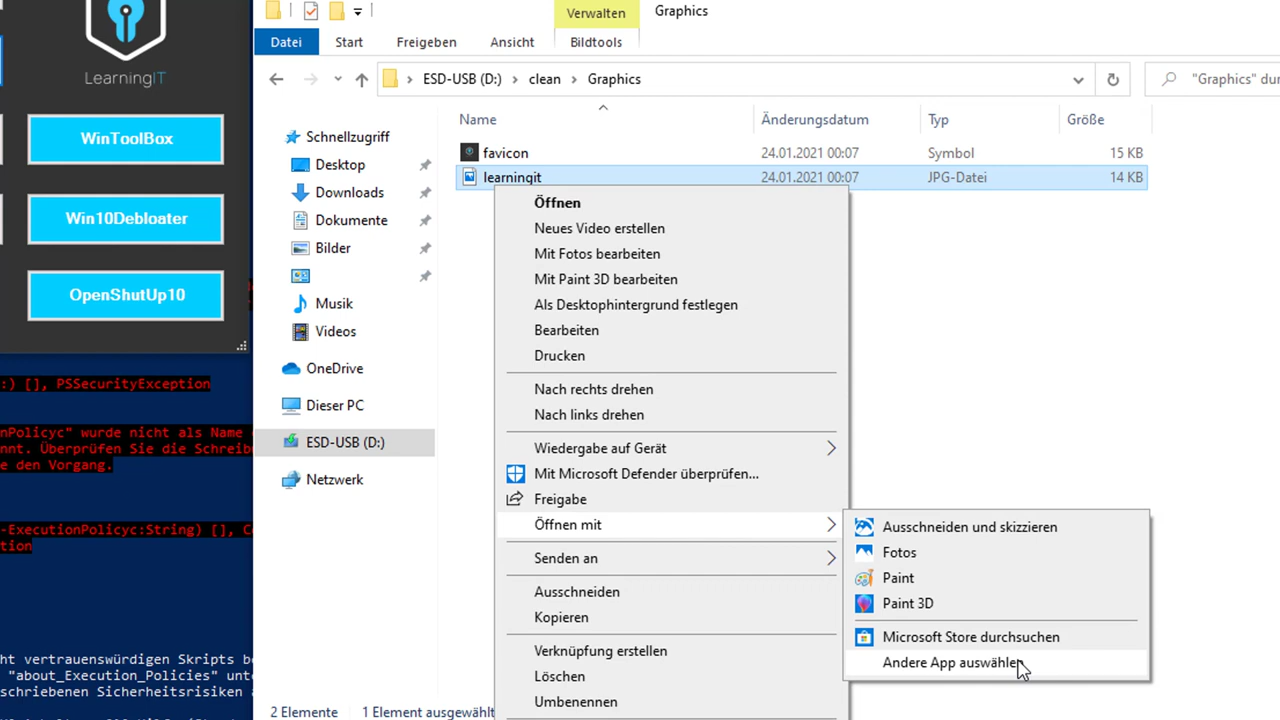 LearningIT
WinToolBox
Win10Debloater
OpenShutUp10
:) [], PSSecurityException
nPolicyc" wurde nicht als Name
nnt. Überprüfen Sie die Schreib
e den Vorgang.
-ExecutionPolicyc:String) [], C
tion
ht vertrauenswürdigen Skripts b
"about_Execution_Policies" unt
schriebenen Sicherheitsrisiken a
Verwalten
Graphics
Datei
Start
Freigeben
Ansicht
Bildtools
ESD-USB (D:) › clean › Graphics
"Graphics" dur
Name
Änderungsdatum
Typ
Größe
favicon 24.01.2021 00:07 Symbol 15 KB
learningit 24.01.2021 00:07 JPG-Datei 14 KB
Schnellzugriff
Desktop
Downloads
Dokumente
Bilder
Musik
Videos
OneDrive
Dieser PC
ESD-USB (D:)
Netzwerk
Öffnen
Neues Video erstellen
Mit Fotos bearbeiten
Mit Paint 3D bearbeiten
Als Desktophintergrund festlegen
Bearbeiten
Drucken
Nach rechts drehen
Nach links drehen
Wiedergabe auf Gerät
Mit Microsoft Defender überprüfen...
Freigabe
Öffnen mit
Senden an
Ausschneiden
Kopieren
Verknüpfung erstellen
Löschen
Umbenennen
Ausschneiden und skizzieren
Fotos
Paint
Paint 3D
Microsoft Store durchsuchen
Andere App auswählen
2 Elemente
1 Element ausgewählt